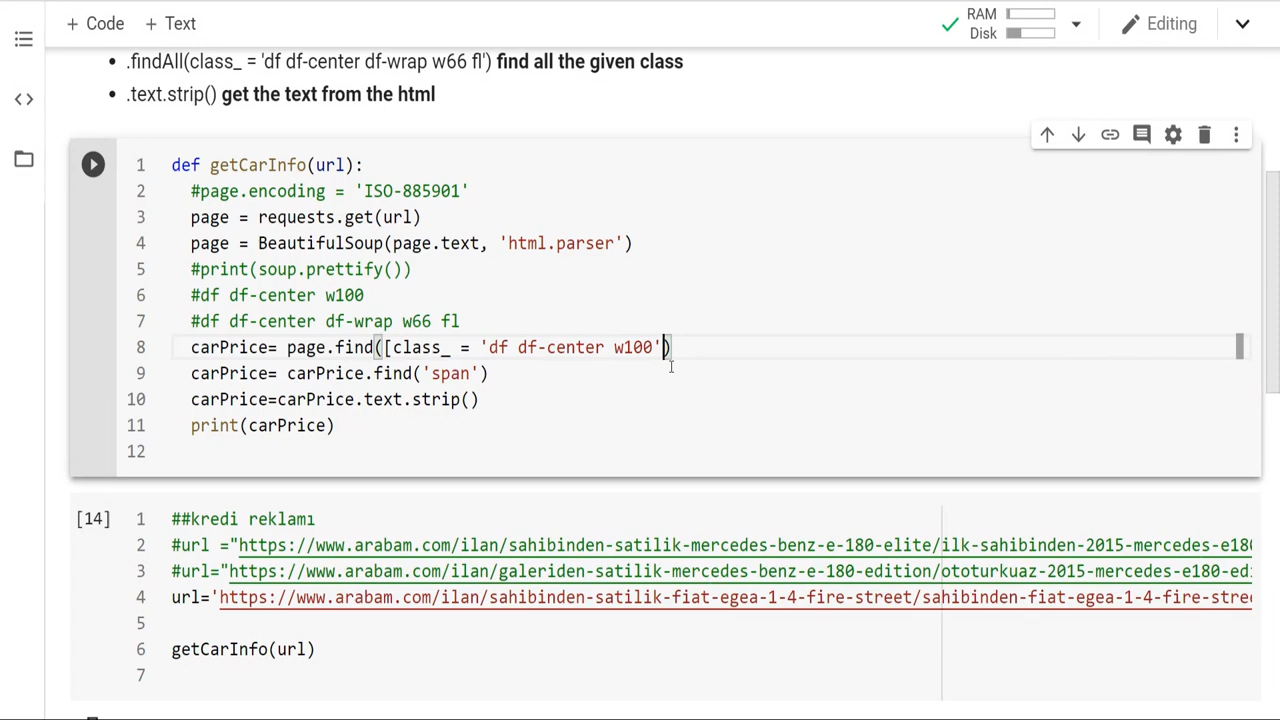 + Code + Text
RAM
Disk
Editing
.findAll(class_ = 'df df-center df-wrap w66 fl') find all the given class
.text.strip() get the text from the html
1 def getCarInfo(url):
2 #page.encoding = 'ISO-885901'
3 page = requests.get(url)
4 page = BeautifulSoup(page.text, 'html.parser')
5 #print(soup.prettify())
6 #df df-center w100
7 #df df-center df-wrap w66 fl
8 carPrice= page.find([class_ = 'df df-center w100')
9 carPrice= carPrice.find('span')
10 carPrice=carPrice.text.strip()
11 print(carPrice)
12
[14] 1 ##kredi reklamı
2 #url ="https://www.arabam.com/ilan/sahibinden-satilik-mercedes-benz-e-180-elite/ilk-sahibinden-2015-mercedes-e180
3 #url="https://www.arabam.com/ilan/galeriden-satilik-mercedes-benz-e-180-edition/ototurkuaz-2015-mercedes-e180-edi
4 url='https://www.arabam.com/ilan/sahibinden-satilik-fiat-egea-1-4-fire-street/sahibinden-fiat-egea-1-4-fire-stree
5
6 getCarInfo(url)
7